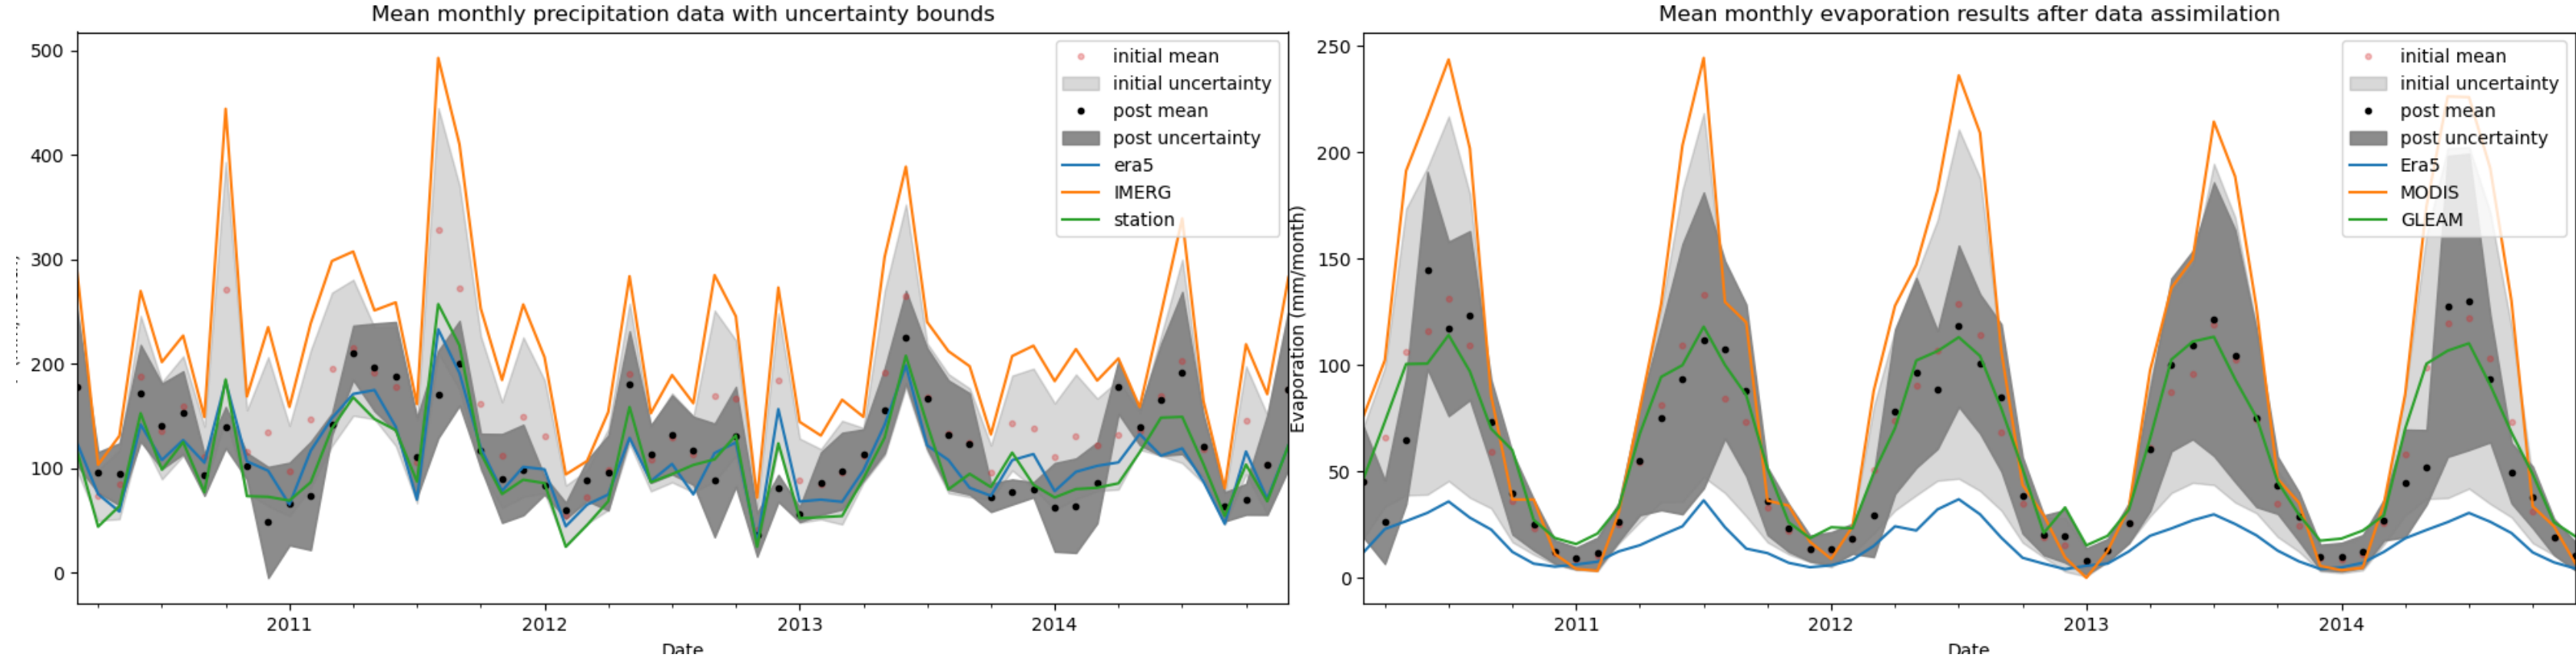 Mean monthly precipitation data with uncertainty bounds
500
400
300
200
100
0
2011
2012
2013
2014
Date
initial mean
initial uncertainty
post mean
post uncertainty
era5
IMERG
station
Mean monthly evaporation results after data assimilation
Evaporation (mm/month)
250
200
150
100
50
0
2011
2012
2013
2014
Date
initial mean
initial uncertainty
post mean
post uncertainty
Era5
MODIS
GLEAM